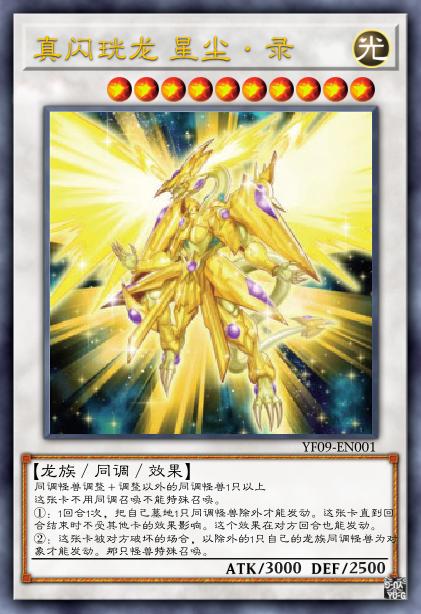 真闪珖龙 星尘·录
光
YF09-EN001
【龙族／同调／效果】
同调怪兽调整＋调整以外的同调怪兽1只以上
这张卡不用同调召唤不能特殊召唤。
①：1回合1次，把自己墓地1只同调怪兽除外才能发动。这张卡直到回
合结束时不受其他卡的效果影响。这个效果在对方回合也能发动。
②：这张卡被对方破坏的场合，以除外的1只自己的龙族同调怪兽为对
象才能发动。那只怪兽特殊召唤。
ATK/3000 DEF/2500